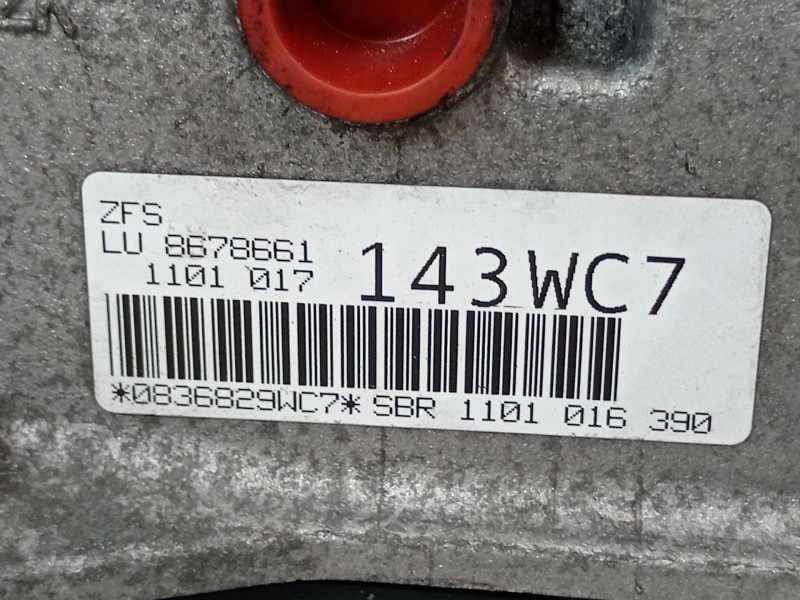 ZFS
LU 8678661
1101 017
143WC7
*0836829WC7* SBR 1101 016 390